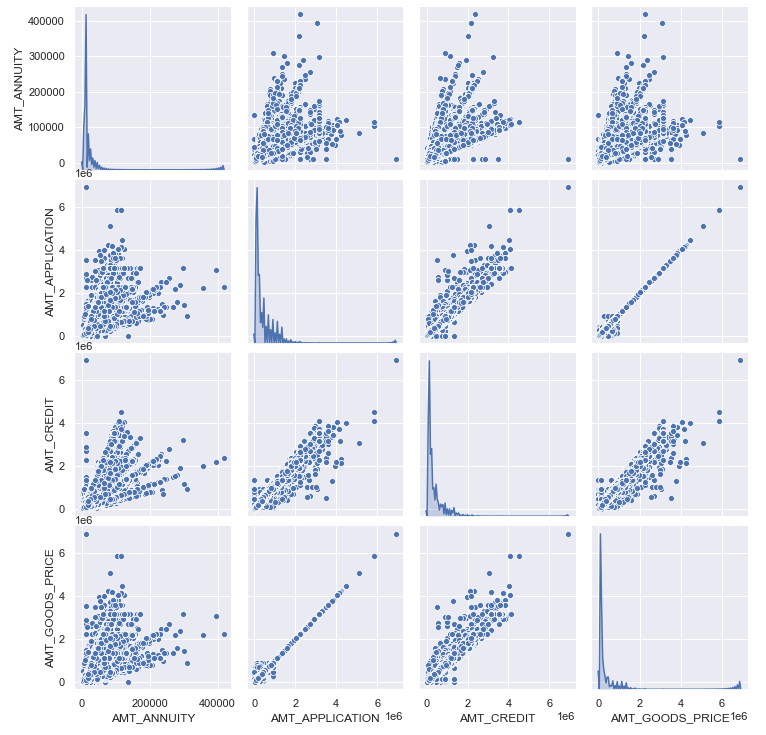 AMT_ANNUITY
400000
300000
200000
100000
0
1e6
AMT_APPLICATION
6
4
2
0
1e6
AMT_CREDIT
6
4
2
0
1e6
AMT_GOODS_PRICE
6
4
2
0
0 200000 400000
AMT_ANNUITY
0 2 4 6
AMT_APPLICATION 1e6
0 2 4 6
AMT_CREDIT 1e6
0 2 4 6
AMT_GOODS_PRICE 1e6